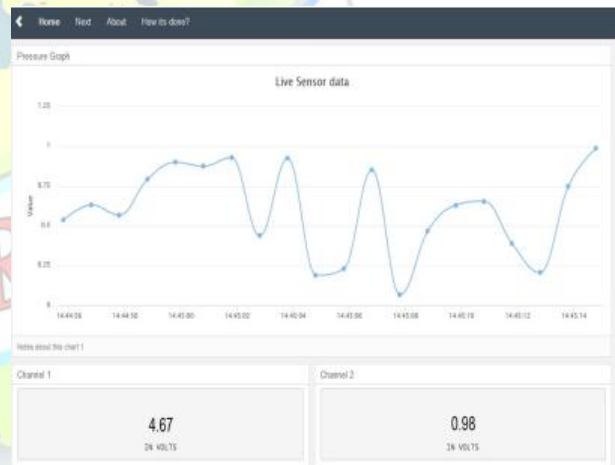 Home Next About How its done?
Pressure Graph
Live Sensor data
1.25
1
0.75
Value
0.5
0.25
0
14:44:56 14:44:58 14:45:00 14:45:02 14:45:04 14:45:06 14:45:08 14:45:10 14:45:12 14:45:14
Notes about this chart 1
Channel 1 Channel 2
4.67 0.98
IN VOLTS IN VOLTS